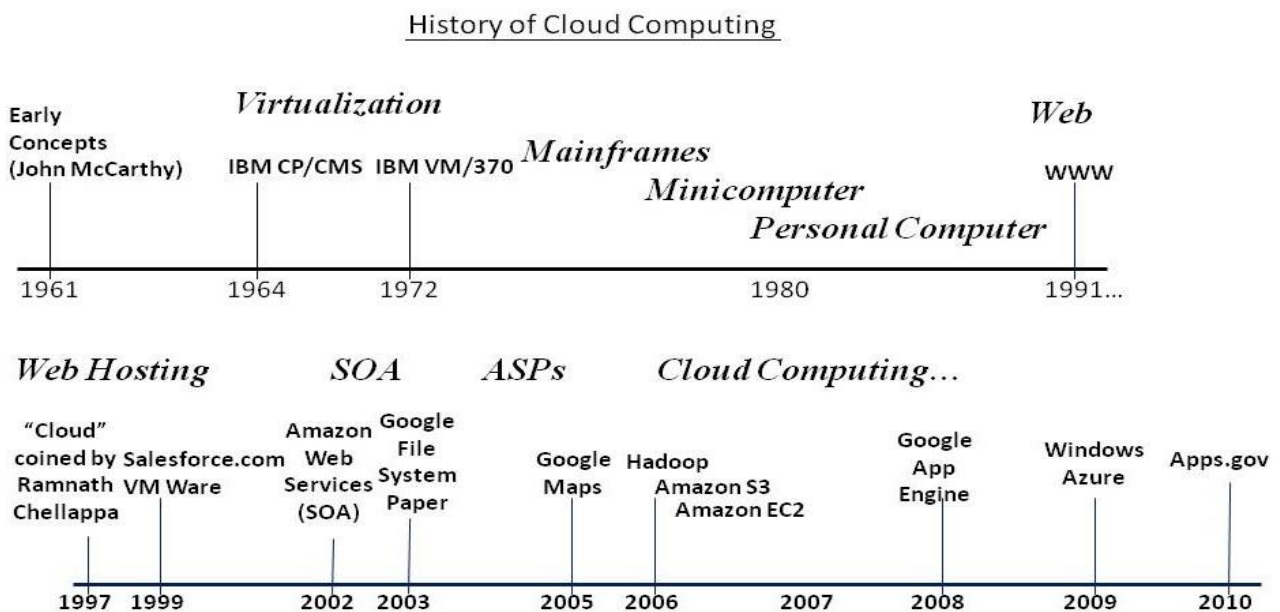 History of Cloud Computing
Virtualization
Web
Early
Concepts
(John McCarthy)
IBM CP/CMS
IBM VM/370
Mainframes
Minicomputer
Personal Computer
WWW
1961
1964
1972
1980
1991...
Web Hosting
SOA
ASPs
Cloud Computing...
“Cloud”
coined by
Ramnath
Chellappa
Salesforce.com
VM Ware
Amazon
Web
Services
(SOA)
Google
File
System
Paper
Google
Maps
Hadoop
Amazon S3
Amazon EC2
Google
App
Engine
Windows
Azure
Apps.gov
1997
1999
2002
2003
2005
2006
2007
2008
2009
2010